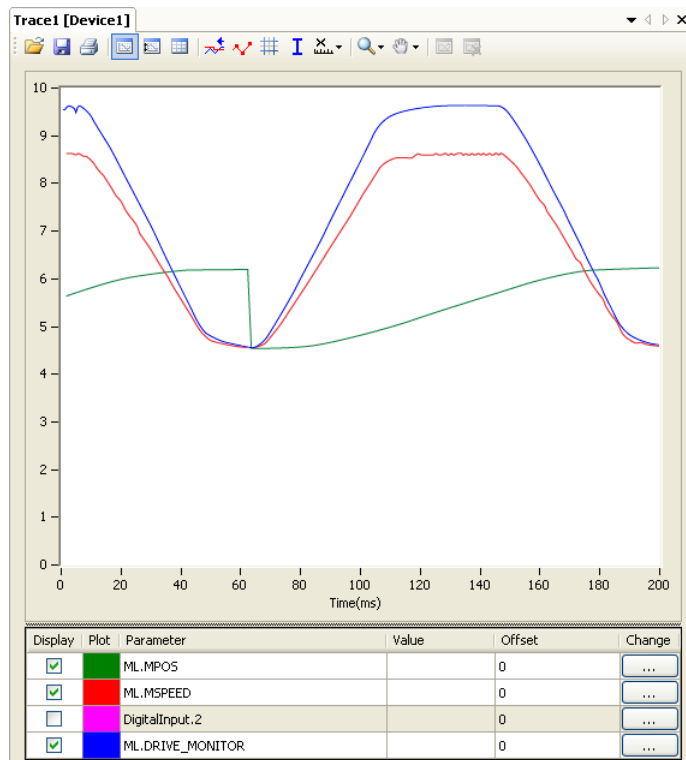 Trace1 [Device1]
10
9
8
7
6
5
4
3
2
1
0
0 20 40 60 80 100 120 140 160 180 200
Time(ms)
Display Plot Parameter Value Offset Change
ML.MPOS 0 ...
ML.MSPEED 0 ...
DigitalInput.2 0 ...
ML.DRIVE_MONITOR 0 ...